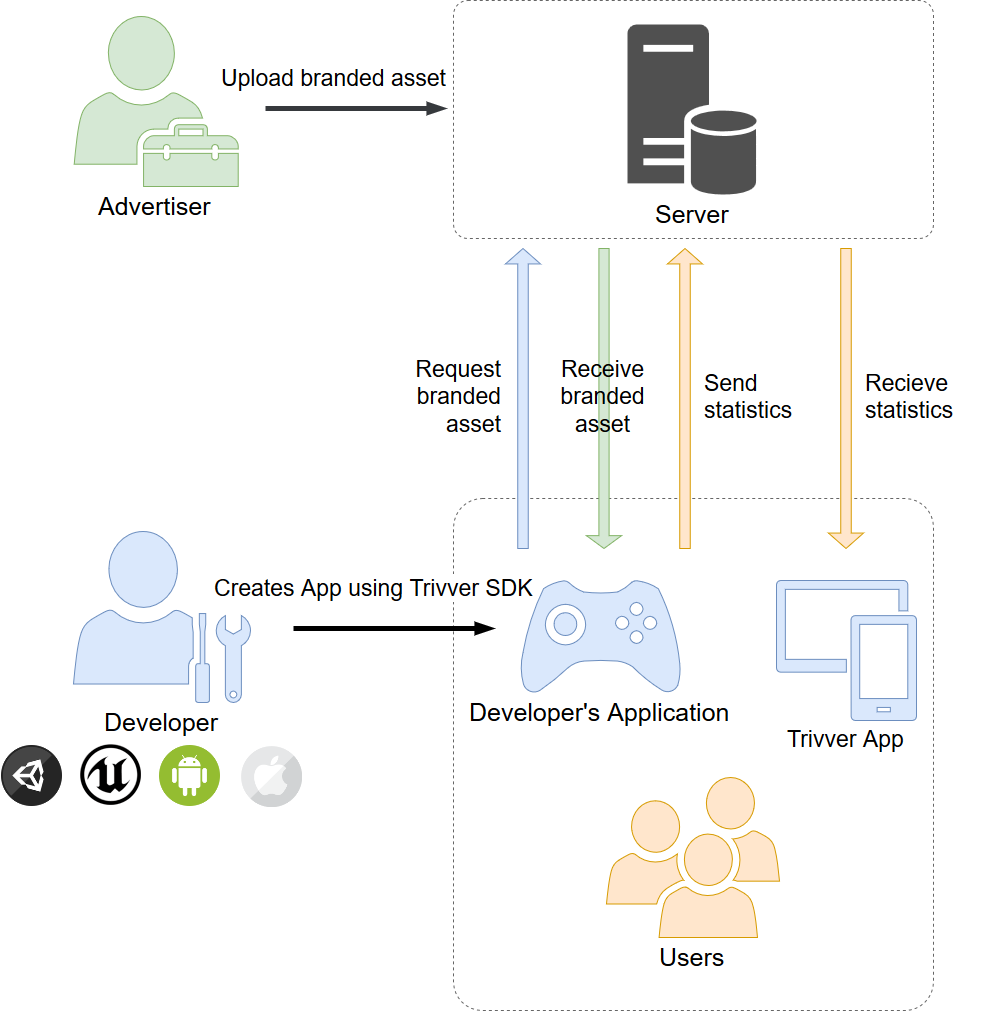 Upload branded asset
Advertiser
Server
Request
branded
asset
Receive
branded
asset
Send
statistics
Recieve
statistics
Creates App using Trivver SDK
Developer
Developer's Application
Trivver App
Users